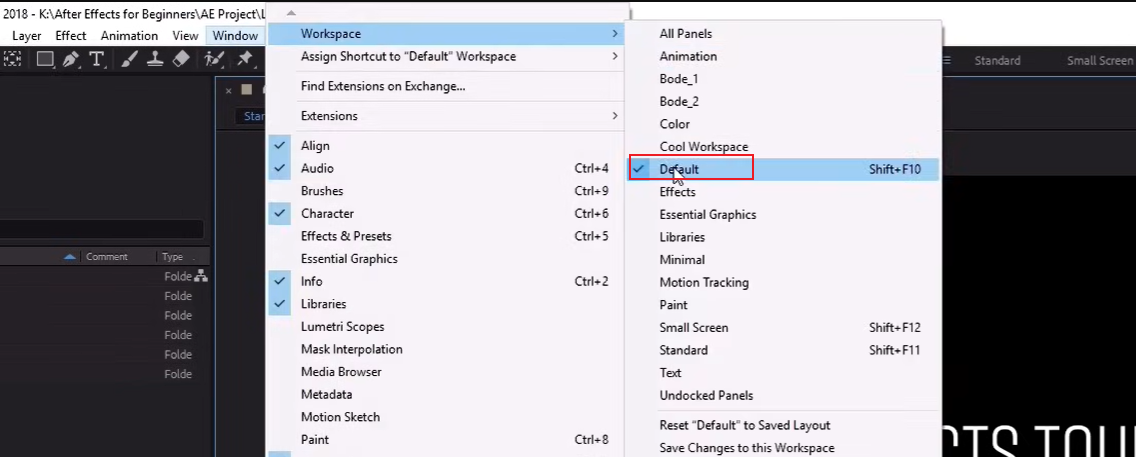 2018 - K:\After Effects for Beginners\AE Project\L
Layer Effect Animation View Window
T
Standard Small Screen
Star
Comment Type
Folde
Folde
Folde
Folde
Folde
Folde
Workspace
Assign Shortcut to "Default" Workspace
Find Extensions on Exchange...
Extensions
Align
Audio Ctrl+4
Brushes Ctrl+9
Character Ctrl+6
Effects & Presets Ctrl+5
Essential Graphics
Info Ctrl+2
Libraries
Lumetri Scopes
Mask Interpolation
Media Browser
Metadata
Motion Sketch
Paint Ctrl+8
All Panels
Animation
Bode_1
Bode_2
Color
Cool Workspace
Default Shift+F10
Effects
Essential Graphics
Libraries
Minimal
Motion Tracking
Paint
Small Screen Shift+F12
Standard Shift+F11
Text
Undocked Panels
Reset "Default" to Saved Layout
Save Changes to this Workspace